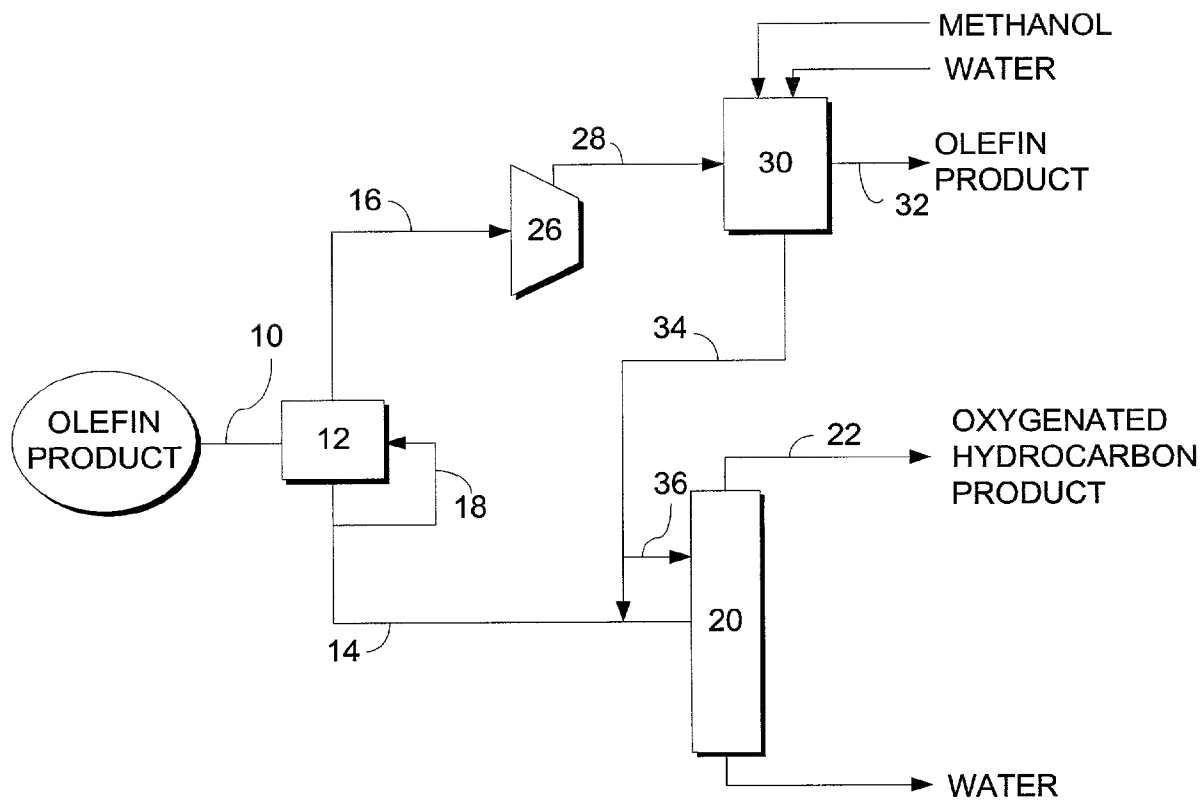 METHANOL
WATER
28
30
OLEFIN
PRODUCT
32
16
26
34
10
OLEFIN
PRODUCT
12
18
22
OXYGENATED
HYDROCARBON
PRODUCT
36
20
14
WATER